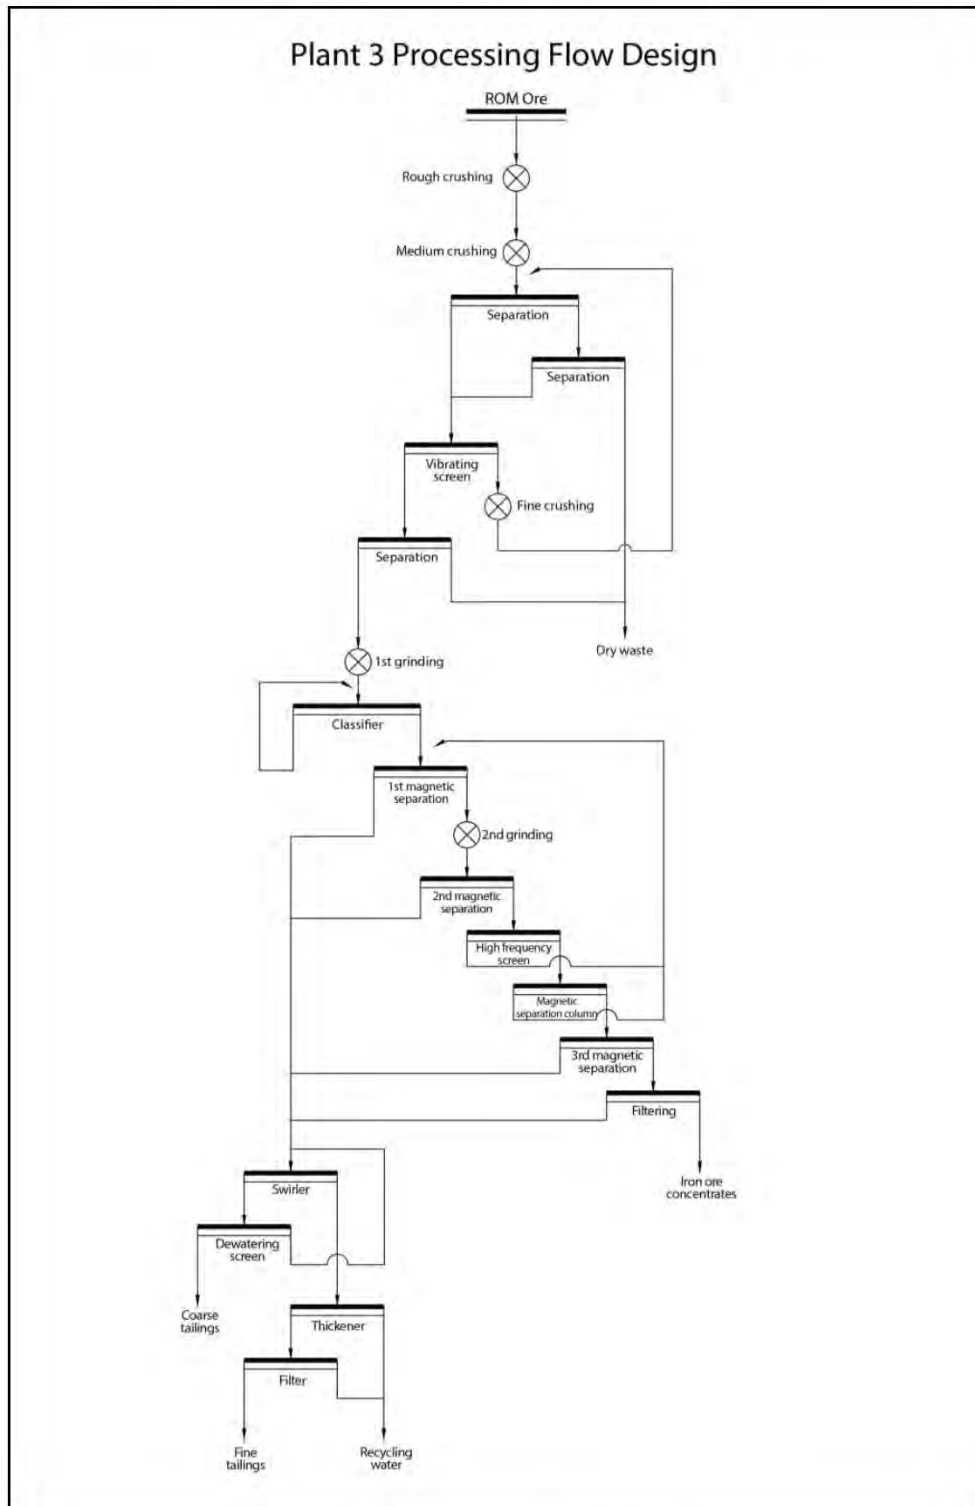 Plant 3 Processing Flow Design
ROM Ore
Rough crushing
Medium crushing
Separation
Separation
Vibrating
screen
Fine crushing
Separation
Dry waste
1st grinding
Classifier
1st magnetic
separation
2nd grinding
2nd magnetic
separation
High frequency
screen
Magnetic
separation column
3rd magnetic
separation
Filtering
Iron ore
concentrates
Swirler
Dewatering
screen
Coarse
tailings
Thickener
Filter
Fine
tailings
Recycling
water